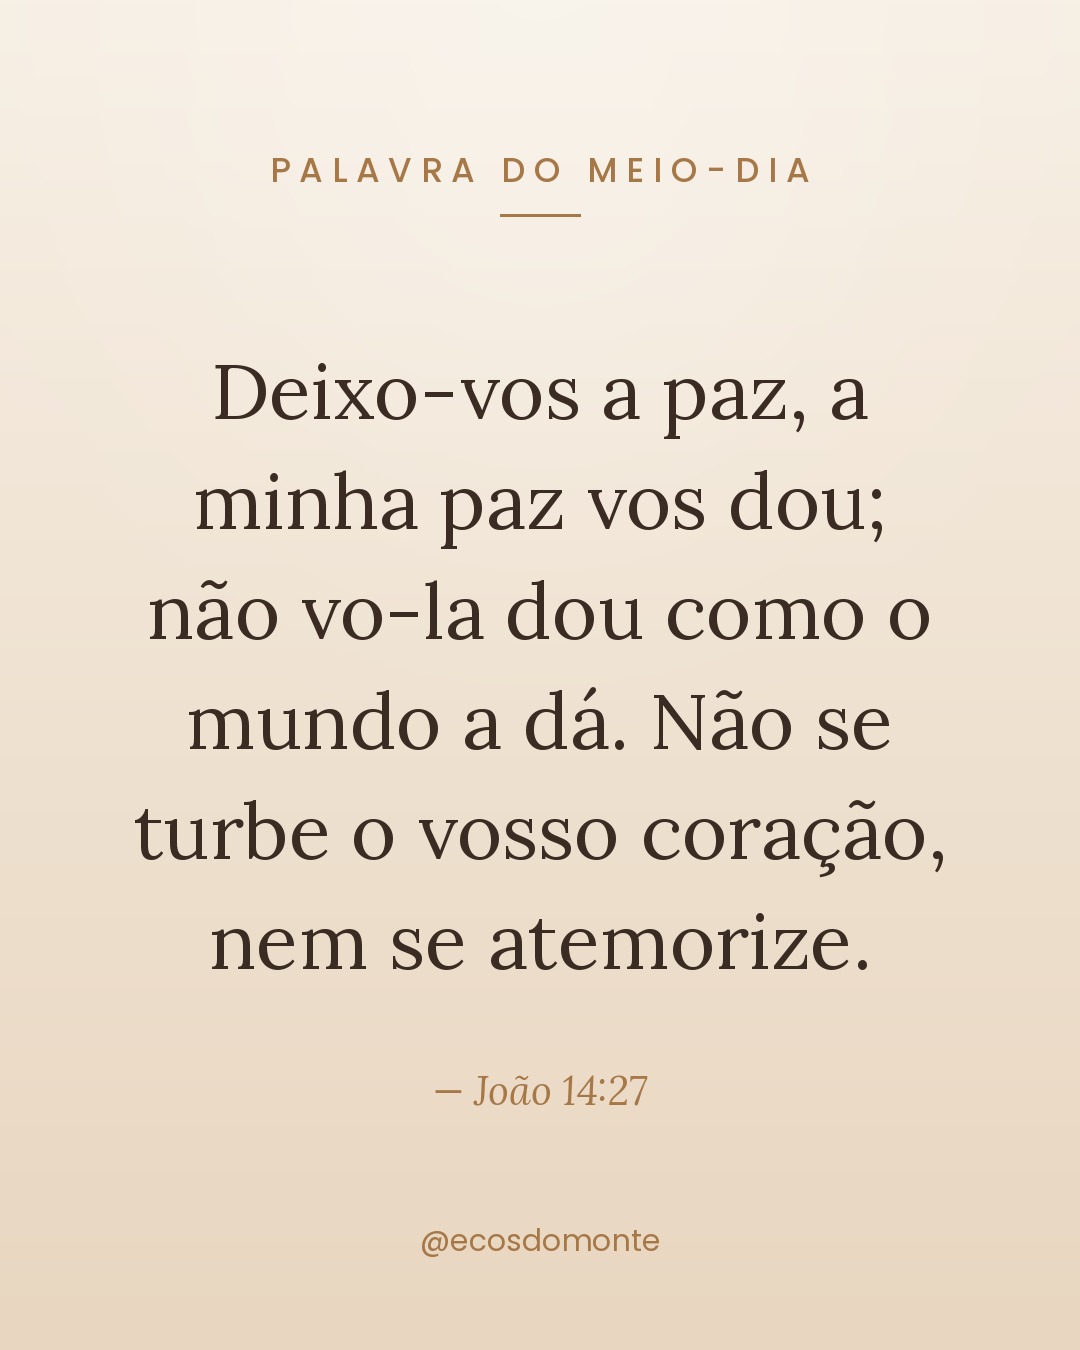 PALAVRA DO MEIO-DIA
Deixo-vos a paz, a
minha paz vos dou;
não vo-la dou como o
mundo a dá. Não se
turbe o vosso coração,
nem se atemorize.
— João 14:27
@ecosdomonte